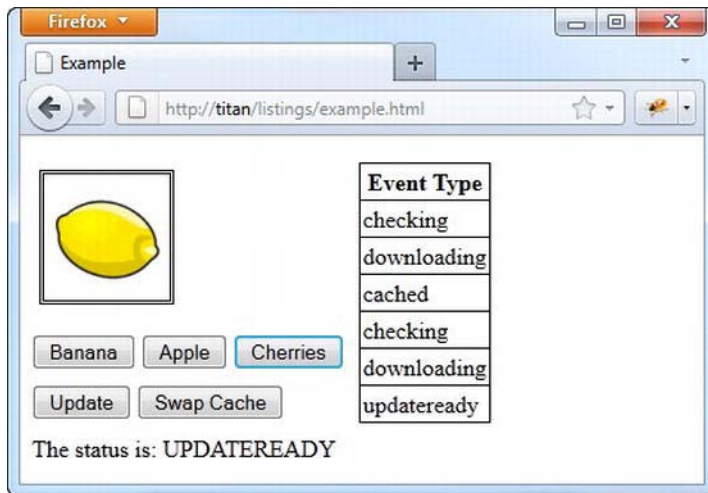 Firefox
Example
http://titan/listings/example.html
Banana Apple Cherries
Update Swap Cache
The status is: UPDATEREADY
Event Type
checking
downloading
cached
checking
downloading
updateready